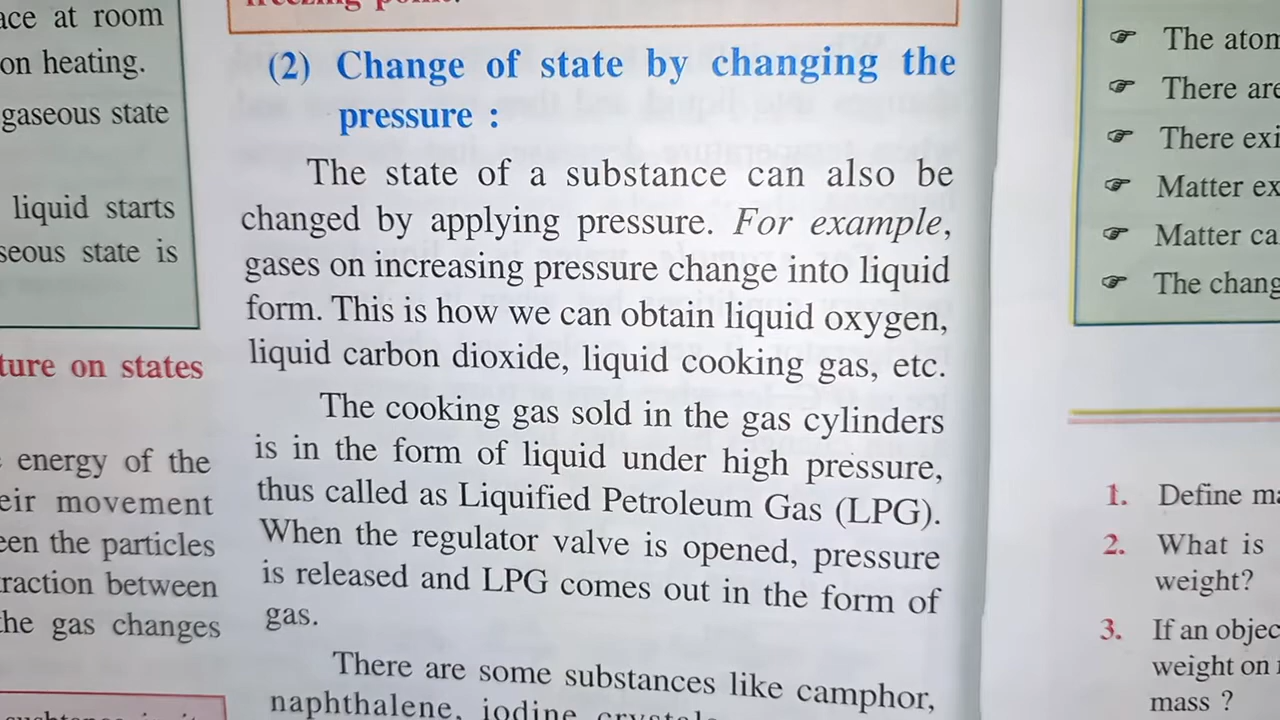 ace at room
on heating.
gaseous state
liquid starts
seous state is
ture on states
energy of the
eir movement
een the particles
raction between
he gas changes
freezing point.
(2) Change of state by changing the
pressure :
The state of a substance can also be
changed by applying pressure. For example,
gases on increasing pressure change into liquid
form. This is how we can obtain liquid oxygen,
liquid carbon dioxide, liquid cooking gas, etc.
The cooking gas sold in the gas cylinders
is in the form of liquid under high pressure,
thus called as Liquified Petroleum Gas (LPG).
When the regulator valve is opened, pressure
is released and LPG comes out in the form of
gas.
There are some substances like camphor,
naphthalene, iodine
☞ The atom
☞ There are
☞ There exi
☞ Matter ex
☞ Matter ca
☞ The chang
1. Define ma
2. What is
weight?
3. If an objec
weight on
mass ?